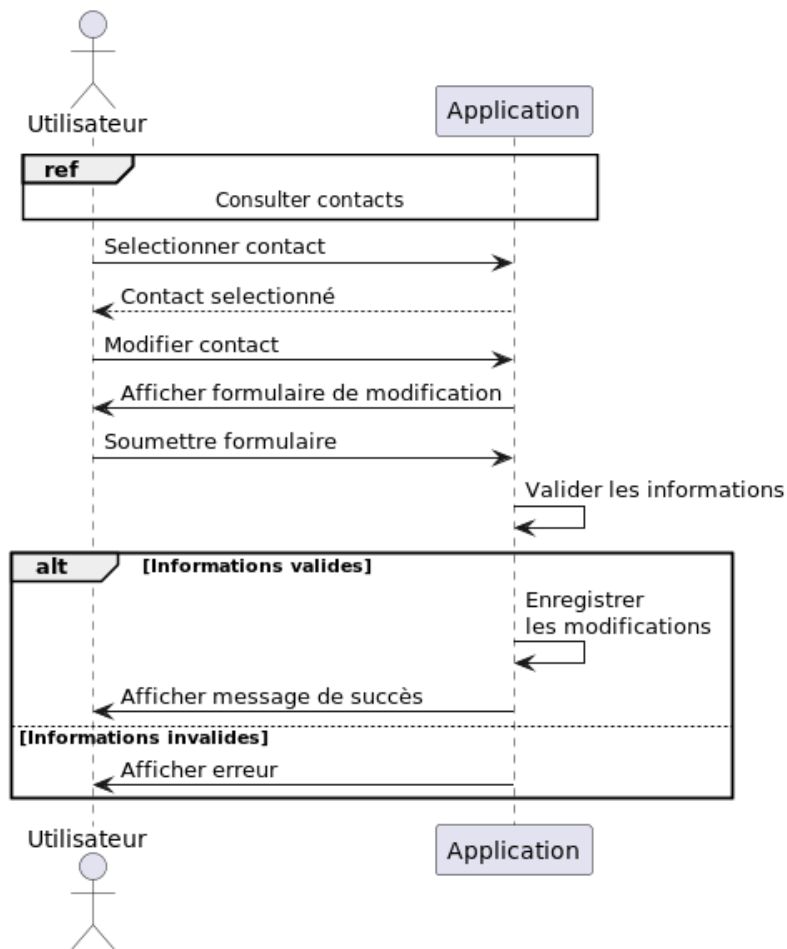 Utilisateur
Application
ref
Consulter contacts
Selectionner contact
Contact selectionné
Modifier contact
Afficher formulaire de modification
Soumettre formulaire
Valider les informations
alt [Informations valides]
Enregistrer
les modifications
Afficher message de succès
[Informations invalides]
Afficher erreur
Utilisateur
Application